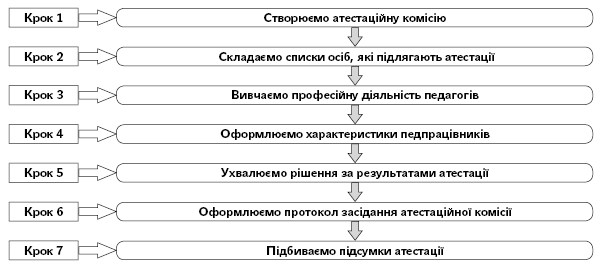 Крок 1 Створюємо атестаційну комісію
Крок 2 Складаємо списки осіб, які підлягають атестації
Крок 3 Вивчаємо професійну діяльність педагогів
Крок 4 Оформлюємо характеристики педпрацівників
Крок 5 Ухвалюємо рішення за результатами атестації
Крок 6 Оформлюємо протокол засідання атестаційної комісії
Крок 7 Підбиваємо підсумки атестації